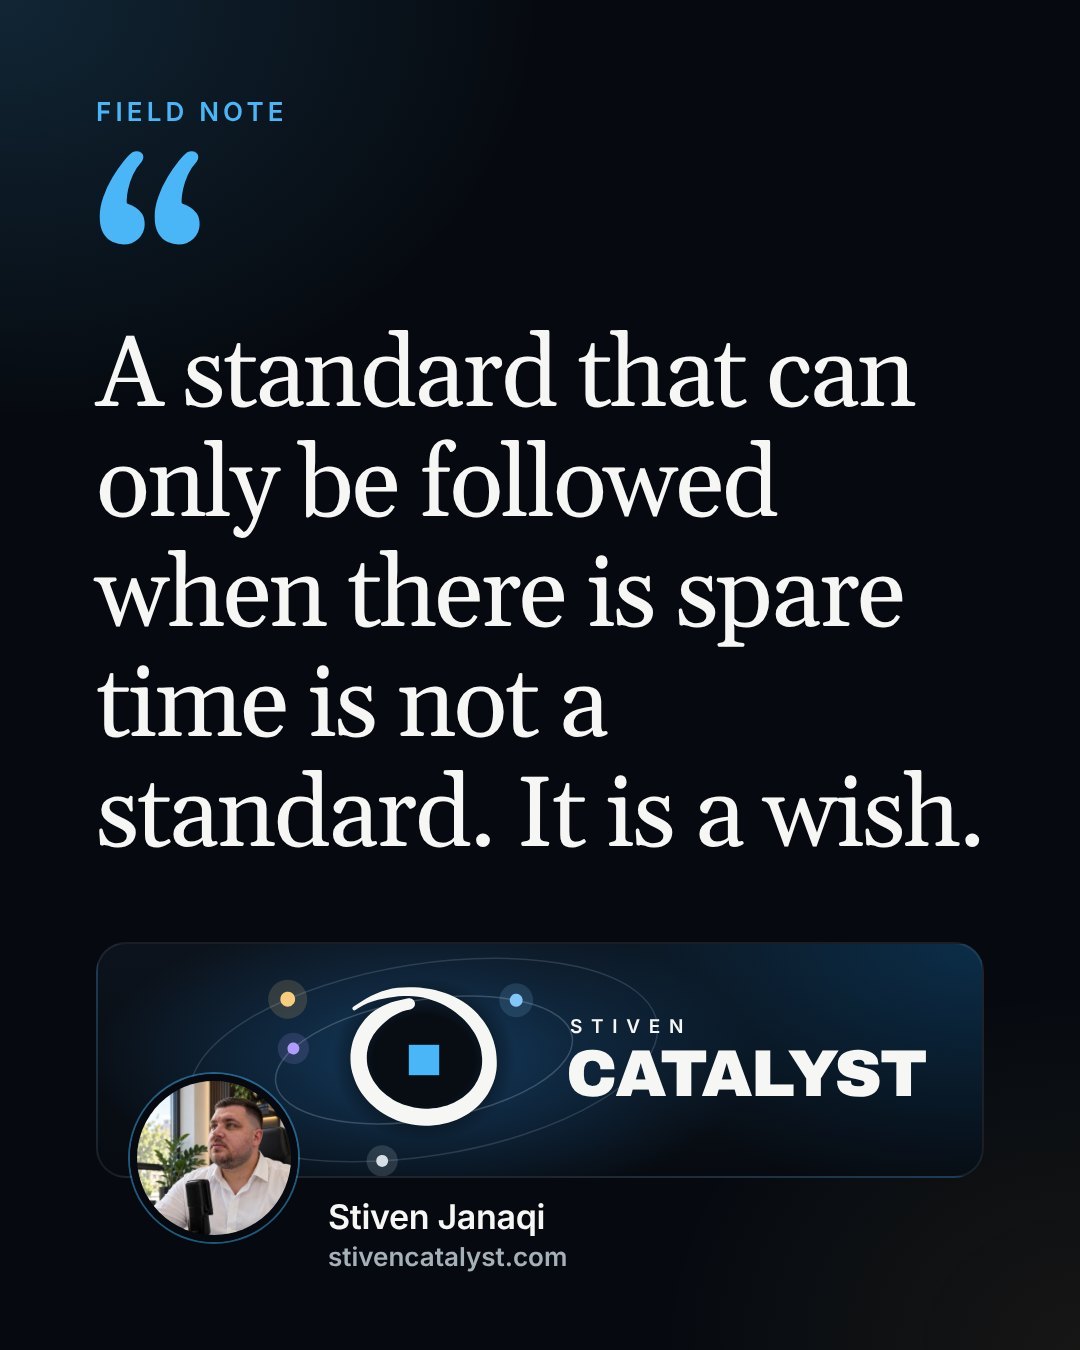 FIELD NOTE
“
A standard that can
only be followed
when there is spare
time is not a
standard. It is a wish.
STIVEN
CATALYST
Stiven Janaqi
stivencatalyst.com